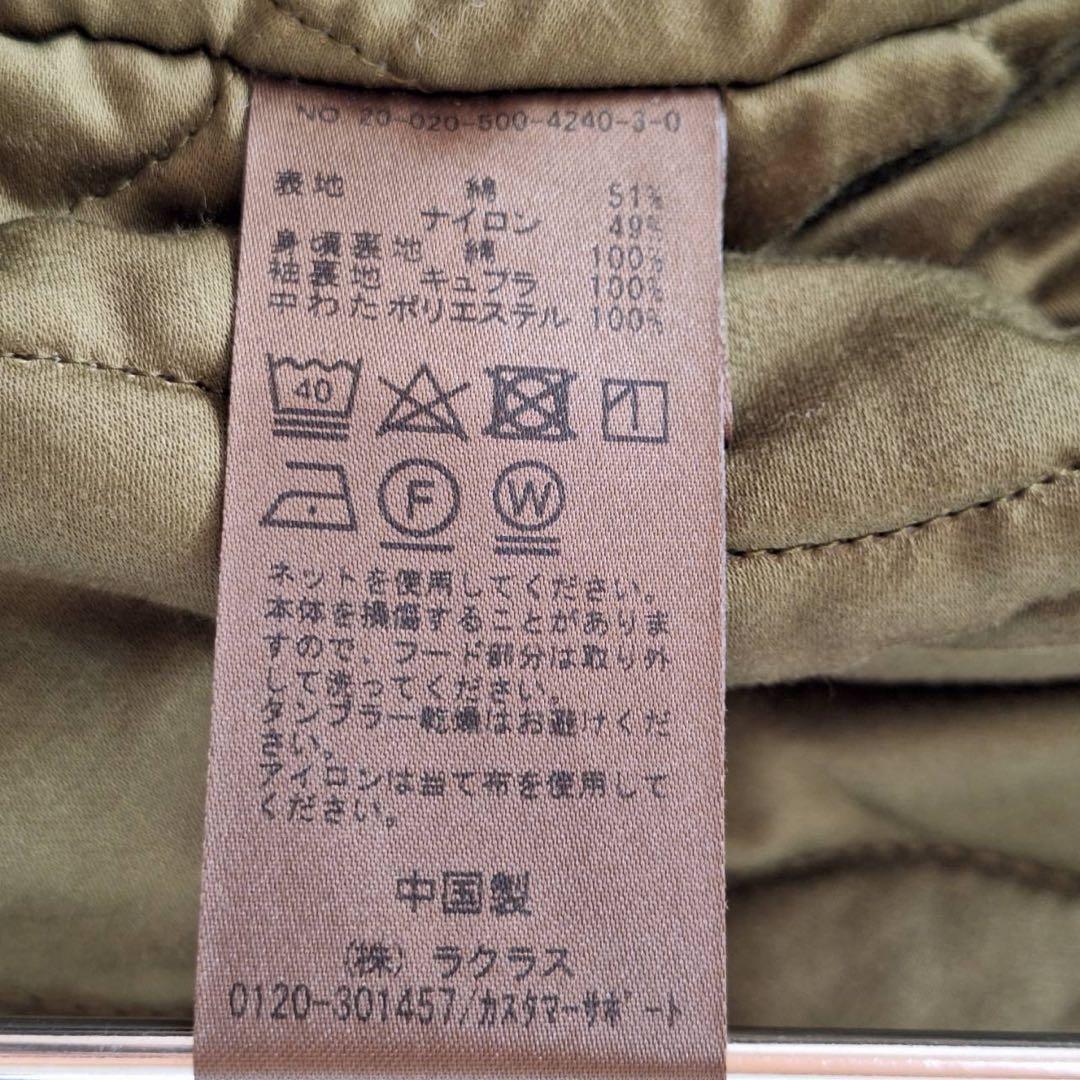 NO 20-020-500-4240-3-0
表地 綿 51%
ナイロン 49%
身頃裏地 綿 100%
袖裏地 キュプラ 100%
中わた ポリエステル 100%
40
F W
ネットを使用してください。
本体を損傷することがありま
すので、フード部分は取り外
して洗ってください。
タンブラー乾燥はお避けくだ
さい。
アイロンは当て布を使用して
ください。
中国製
(株) ラクラス
0120-301457/カスタマーサポート